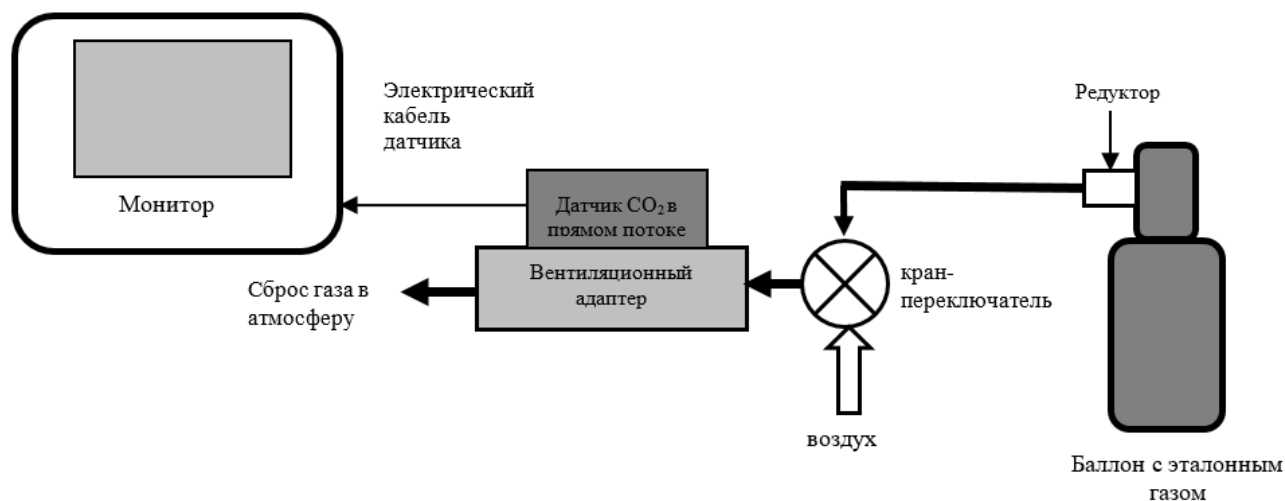 Электрический
кабель
датчика
Редуктор
Монитор
Датчик CO₂ в
прямом потоке
Вентиляционный
адаптер
кран-
переключатель
Сброс газа в
атмосферу
воздух
Баллон с эталонным
газом